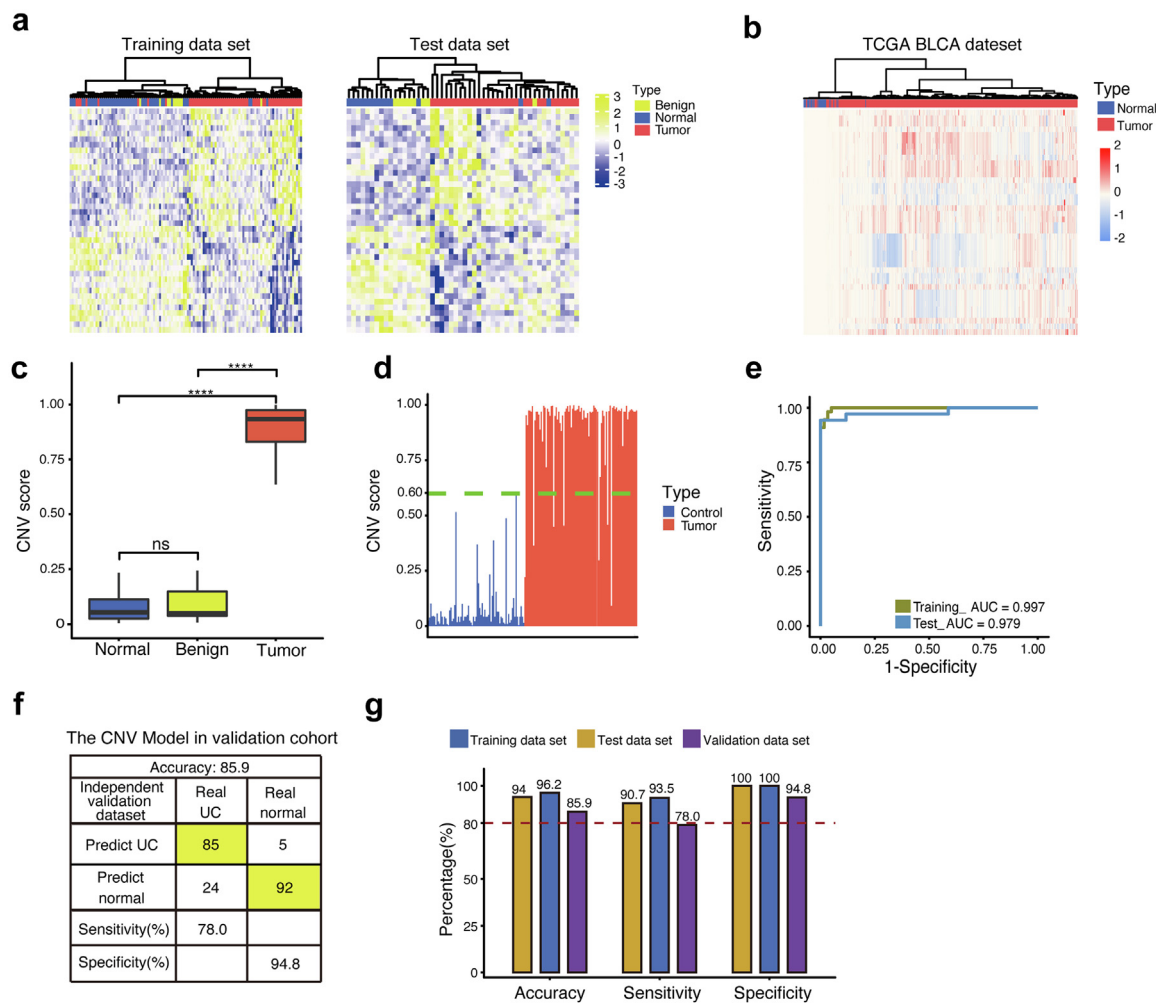 a
Training data set
Test data set
Type
Benign
Normal
Tumor
3
2
1
0
-1
-2
-3
b
TCGA BLCA dateset
Type
Normal
Tumor
2
1
0
-1
-2
c
CNV score
1.00
0.75
0.50
0.25
0
****
****
ns
Normal
Benign
Tumor
d
CNV score
1.00
0.75
0.60
0.50
0.25
0
Type
Control
Tumor
e
Sensitivity
1.00
0.75
0.50
0.25
0.00
Training_ AUC = 0.997
Test_AUC = 0.979
0.00 0.25 0.50 0.75 1.00
1-Specificity
f
The CNV Model in validation cohort
Accuracy: 85.9
Independent validation dataset
Real UC
Real normal
Predict UC 85 5
Predict normal 24 92
Sensitivity(%) 78.0
Specificity(%) 94.8
g
Training data set
Test data set
Validation data set
Percentage(%)
100
80
50
25
0
94 96.2 85.9
90.7 93.5 78.0
100 100 94.8
Accuracy
Sensitivity
Specificity